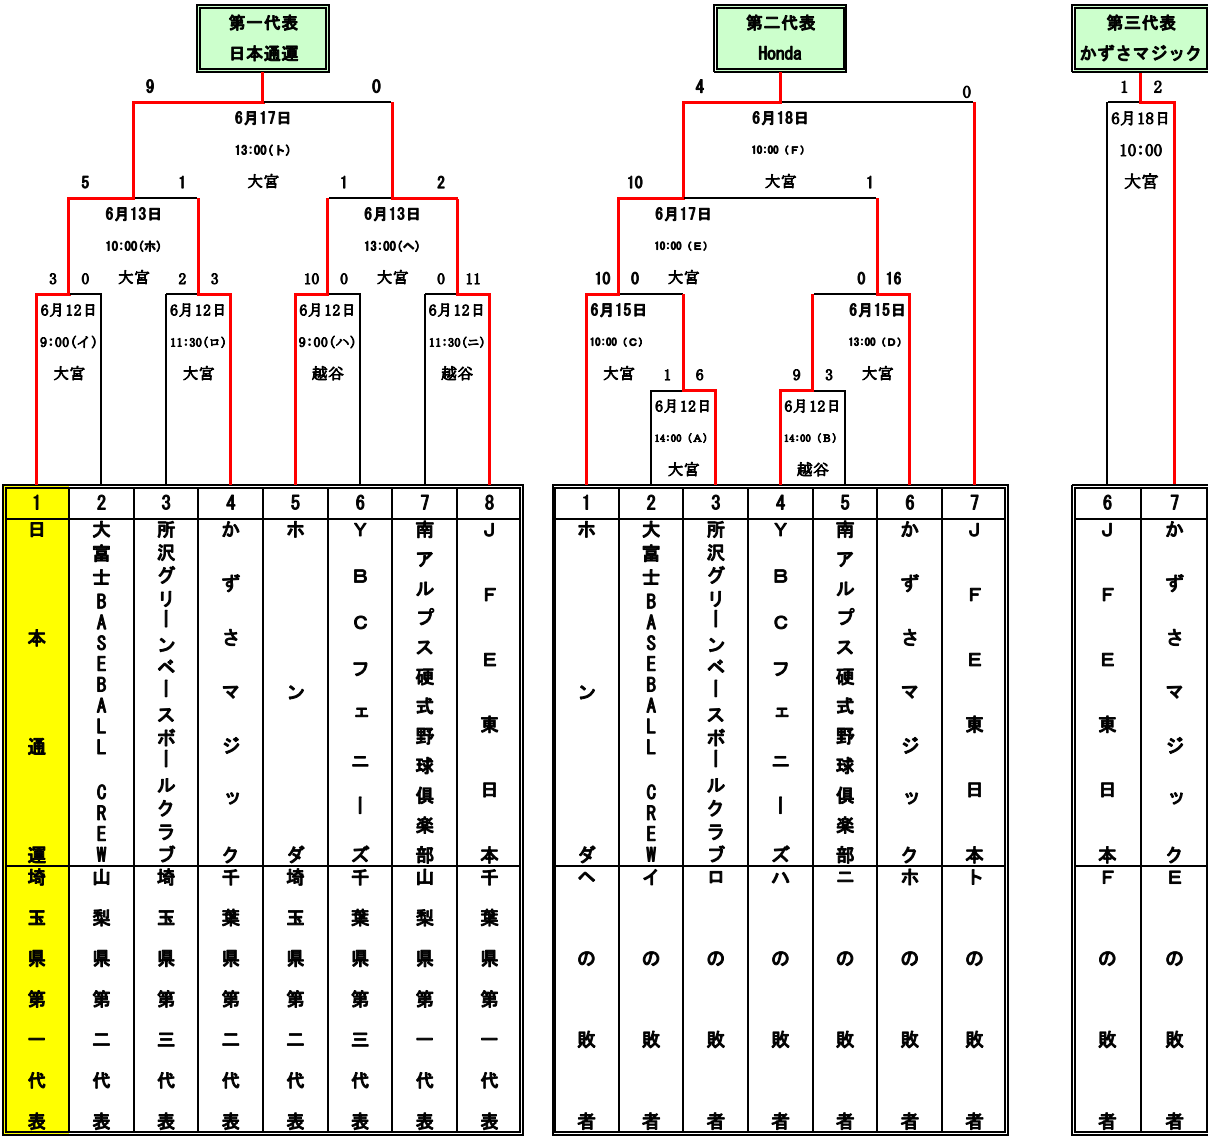 第一代表
日本通運
第二代表
Honda
第三代表
かずさマジック
9 0
6月17日
13:00(ト)
大宮
4 0
6月18日
10:00 (F)
大宮
1 2
6月18日
10:00
大宮
5 1
6月13日
10:00(ホ)
大宮
1 2
6月13日
13:00(ヘ)
大宮
10 1
6月17日
10:00 (E)
大宮
3 0
6月12日
9:00(イ)
大宮
2 3
6月12日
11:30(ロ)
大宮
10 0
6月12日
9:00(ハ)
越谷
0 11
6月12日
11:30(ニ)
越谷
10 0
6月15日
10:00 (C)
大宮
0 16
6月15日
13:00 (D)
大宮
1 6
6月12日
14:00 (A)
大宮
9 3
6月12日
14:00 (B)
越谷
1
日本通運
埼玉県第一代表
2
大富士BASEBALL CREW
山梨県第二代表
3
所沢グリーンベースボールクラブ
埼玉県第三代表
4
かずさマジック
千葉県第二代表
5
ホンダ
埼玉県第二代表
6
YBCフェニーズ
千葉県第三代表
7
南アルプス硬式野球倶楽部
山梨県第一代表
8
JFE東日本
千葉県第一代表
1
ホンダ
ヘの敗者
2
大富士BASEBALL CREW
イの敗者
3
所沢グリーンベースボールクラブ
ロの敗者
4
YBCフェニーズ
ハの敗者
5
南アルプス硬式野球倶楽部
ニの敗者
6
かずさマジック
ホの敗者
7
JFE東日本
トの敗者
6
JFE東日本
Fの敗者
7
かずさマジック
Eの敗者